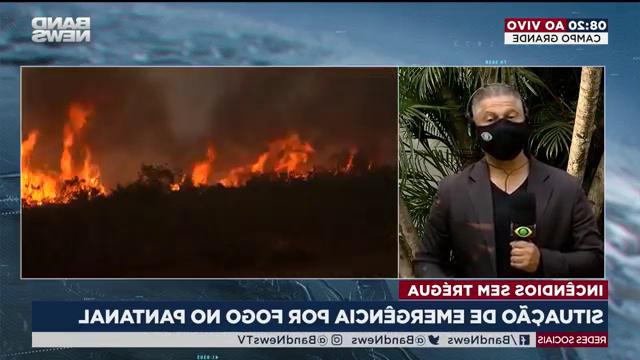 BAND
NEWS
08:20 AO VIVO
CAMPO GRANDE
INCÊNDIOS SEM TRÉGUA
SITUAÇÃO DE EMERGÊNCIA POR FOGO NO PANTANAL
REDES SOCIAIS /BandNews @BandNews @BandNewsTV